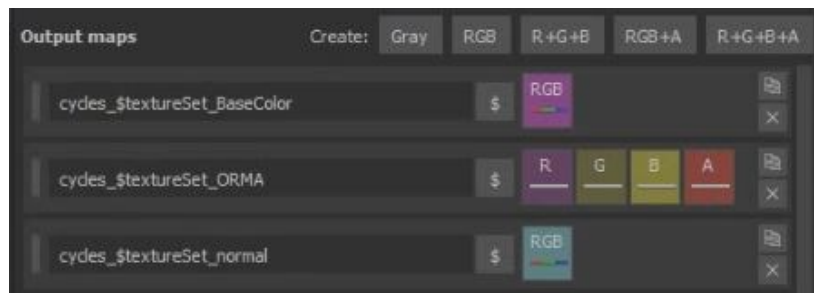 Output maps Create: Gray RGB R+G+B RGB+A R+G+B+A
cycles_$textureSet_BaseColor $ RGB
cycles_$textureSet_ORMA $ R G B A
cycles_$textureSet_normal $ RGB